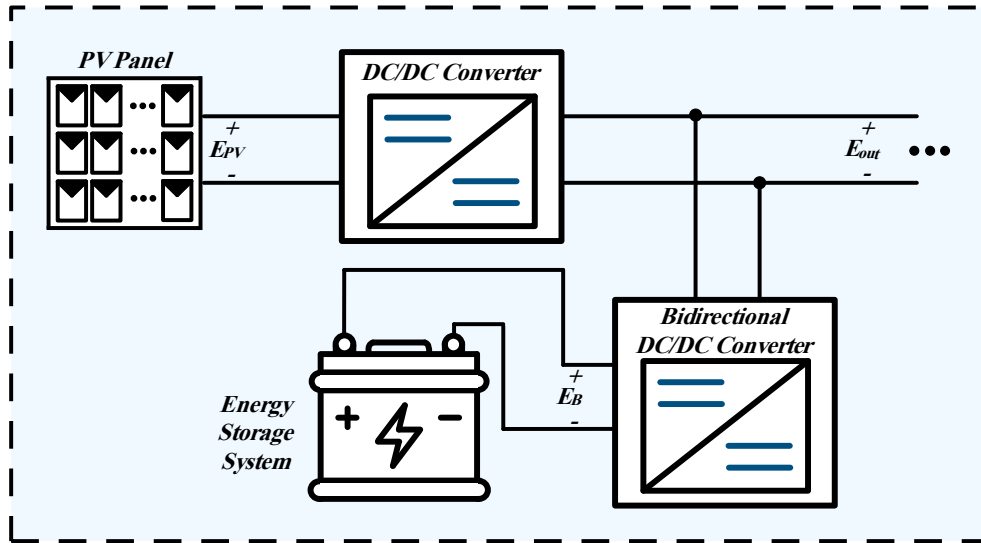 PV Panel
DC/DC Converter
+
EPV
-
+
Eout
-
Bidirectional
DC/DC Converter
+
EB
-
Energy
Storage
System
+ -